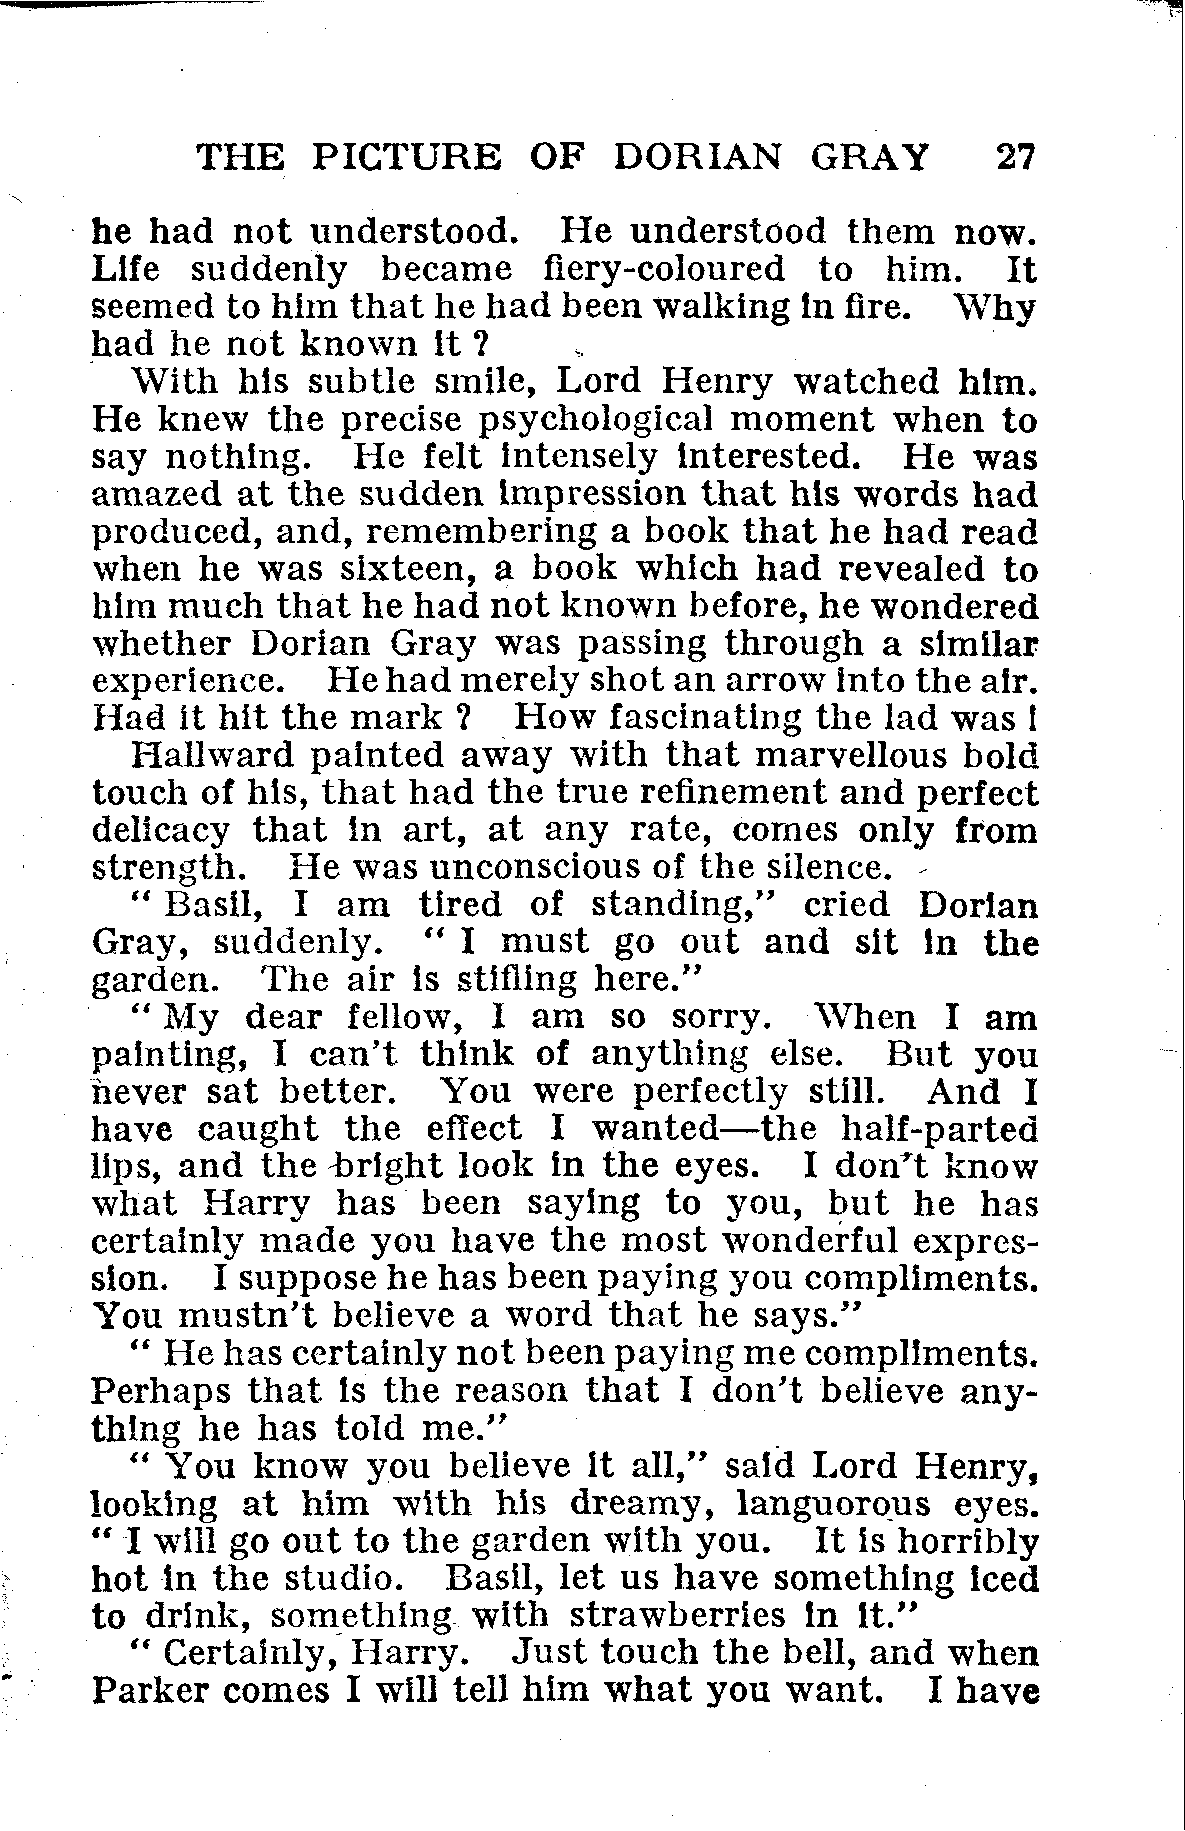 THE PICTURE OF DORIAN GRAY 27
he had not understood. He understood them now.
Life suddenly became fiery-coloured to him. It
seemed to him that he had been walking in fire. Why
had he not known it ?
With his subtle smile, Lord Henry watched him.
He knew the precise psychological moment when to
say nothing. He felt intensely interested. He was
amazed at the sudden impression that his words had
produced, and, remembering a book that he had read
when he was sixteen, a book which had revealed to
him much that he had not known before, he wondered
whether Dorian Gray was passing through a similar
experience. He had merely shot an arrow into the air.
Had it hit the mark ? How fascinating the lad was !
Hallward painted away with that marvellous bold
touch of his, that had the true refinement and perfect
delicacy that in art, at any rate, comes only from
strength. He was unconscious of the silence.
“ Basil, I am tired of standing,” cried Dorian
Gray, suddenly. “ I must go out and sit in the
garden. The air is stifling here.”
“ My dear fellow, I am so sorry. When I am
painting, I can't think of anything else. But you
never sat better. You were perfectly still. And I
have caught the effect I wanted—the half-parted
lips, and the bright look in the eyes. I don't know
what Harry has been saying to you, but he has
certainly made you have the most wonderful expres-
sion. I suppose he has been paying you compliments.
You mustn't believe a word that he says.”
“ He has certainly not been paying me compliments.
Perhaps that is the reason that I don't believe any-
thing he has told me.”
“ You know you believe it all,” said Lord Henry,
looking at him with his dreamy, languorous eyes.
“ I will go out to the garden with you. It is horribly
hot in the studio. Basil, let us have something iced
to drink, something with strawberries in it.”
“ Certainly, Harry. Just touch the bell, and when
Parker comes I will tell him what you want. I have